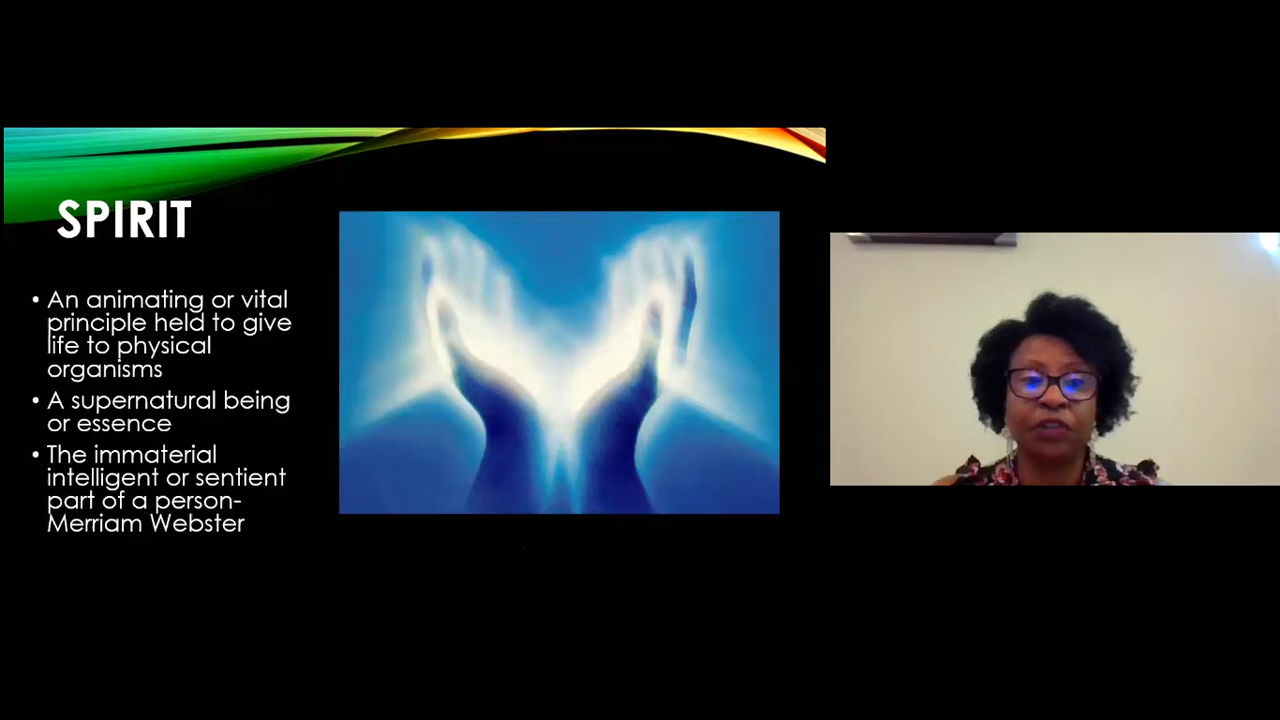 SPIRIT
• An animating or vital
principle held to give
life to physical
organisms
• A supernatural being
or essence
• The immaterial
intelligent or sentient
part of a person-
Merriam Webster